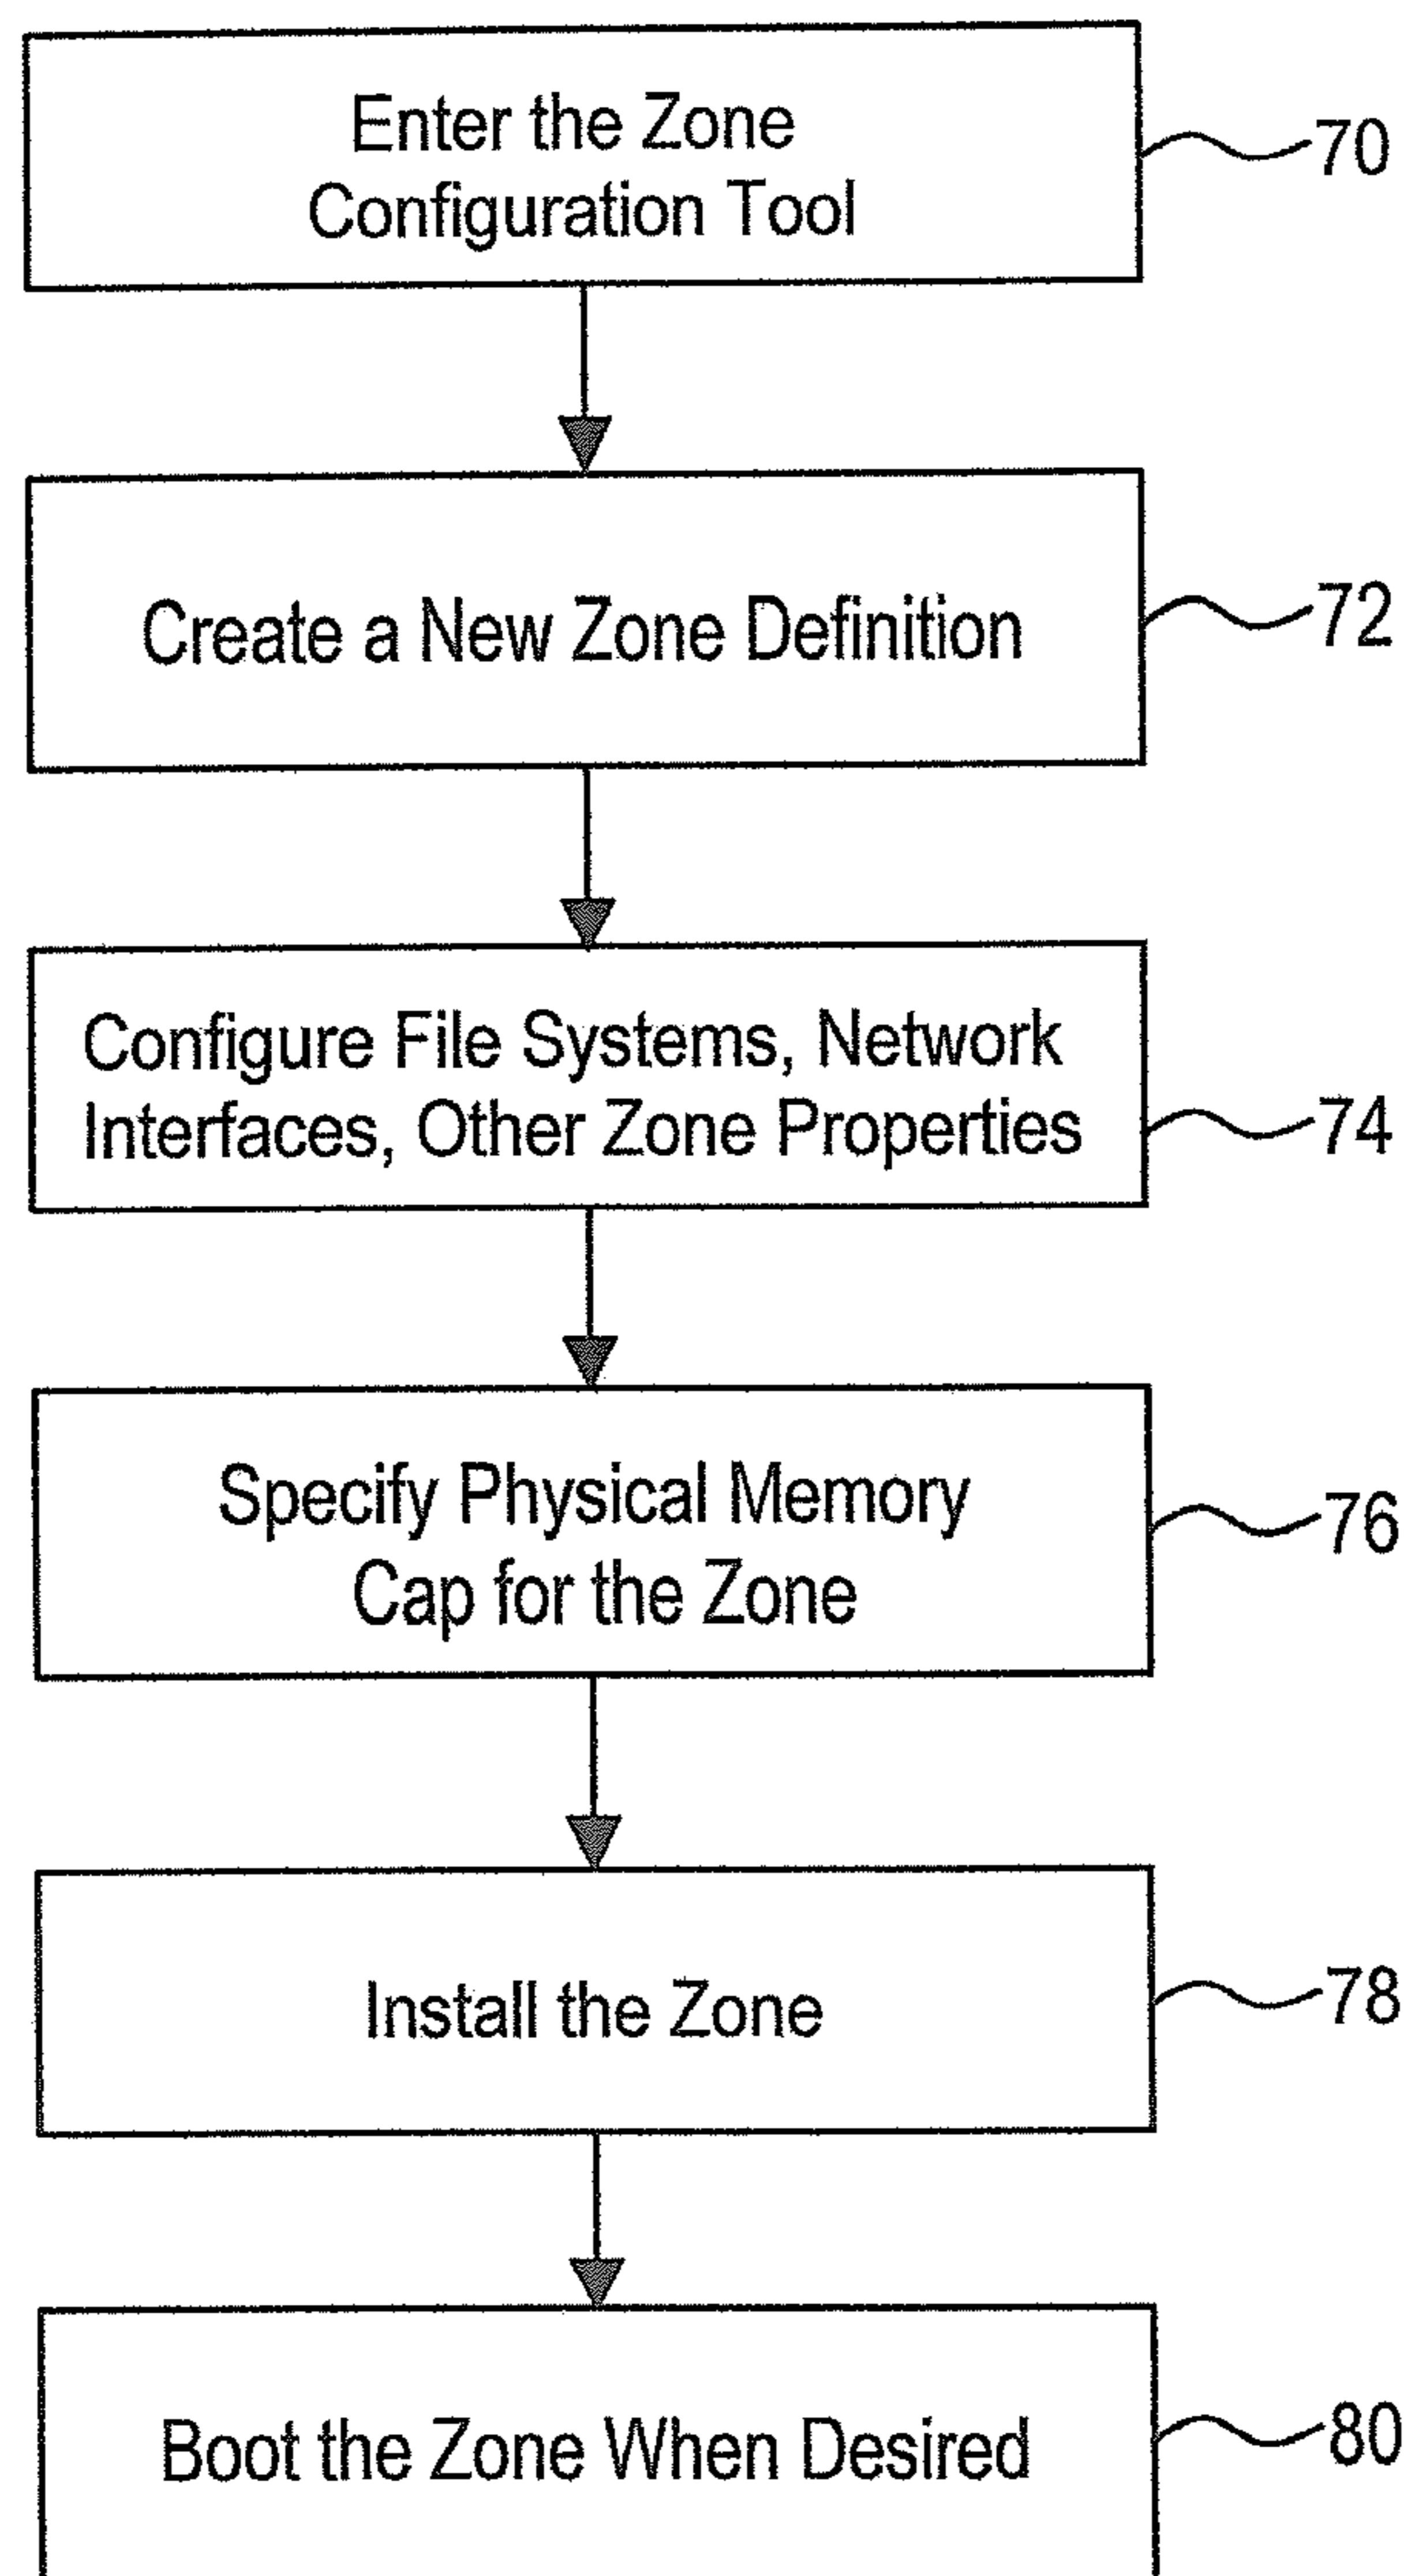 Enter the Zone
Configuration Tool
70
Create a New Zone Definition
72
Configure File Systems, Network
Interfaces, Other Zone Properties
74
Specify Physical Memory
Cap for the Zone
76
Install the Zone
78
Boot the Zone When Desired
80